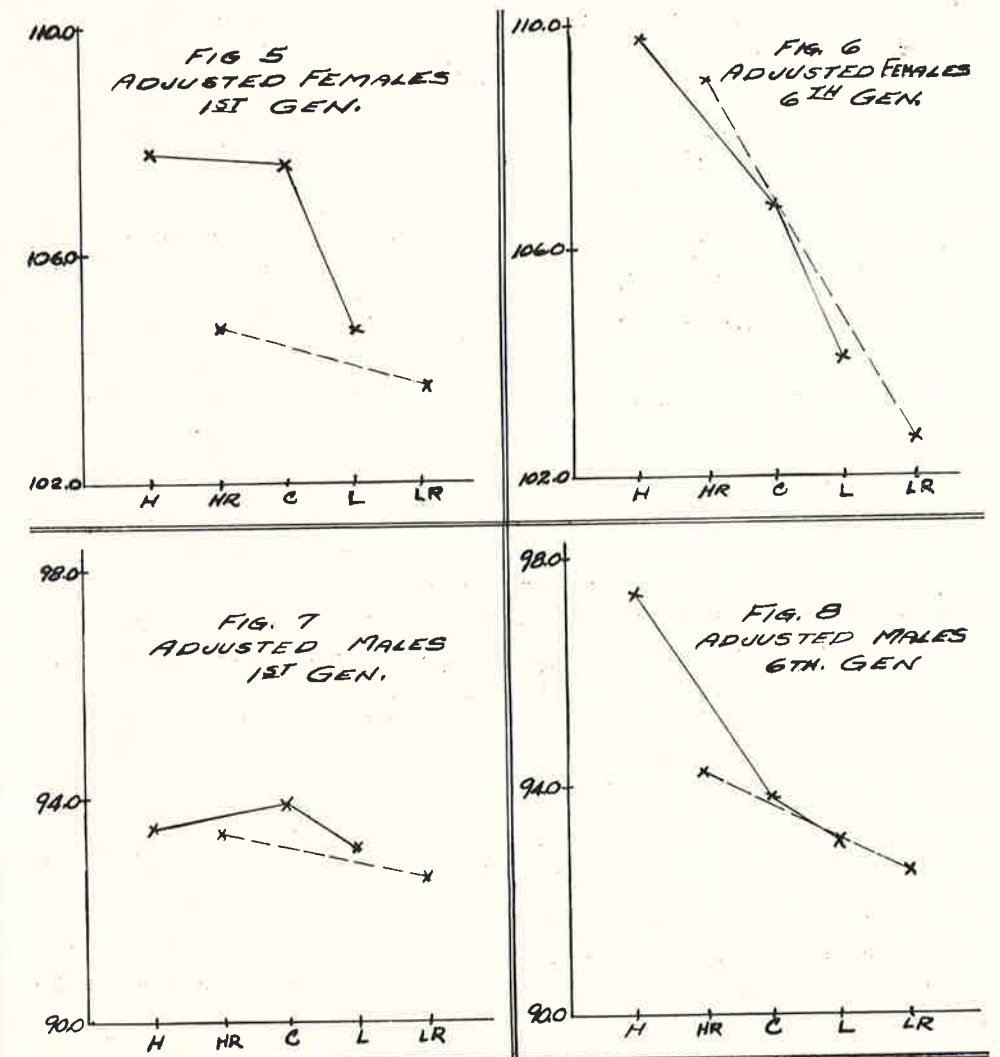 110.0
FIG 5
ADJUSTED FEMALES
1ST GEN.
106.0
102.0
H HR C L LR
110.0
FIG. 6
ADJUSTED FEMALES
6TH GEN.
106.0
102.0
H HR C L LR
98.0
FIG. 7
ADJUSTED MALES
1ST GEN.
94.0
90.0
H HR C L LR
98.0
FIG. 8
ADJUSTED MALES
6TH. GEN
94.0
90.0
H HR C L LR